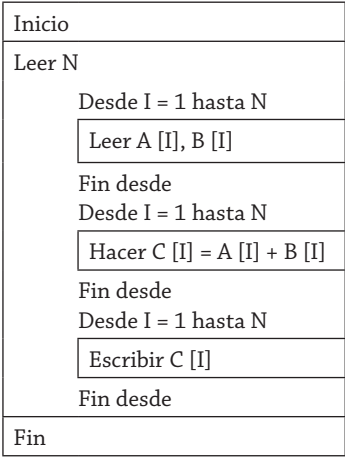 Inicio
Leer N
Desde I = 1 hasta N
Leer A [I], B [I]
Fin desde
Desde I = 1 hasta N
Hacer C [I] = A [I] + B [I]
Fin desde
Desde I = 1 hasta N
Escribir C [I]
Fin desde
Fin